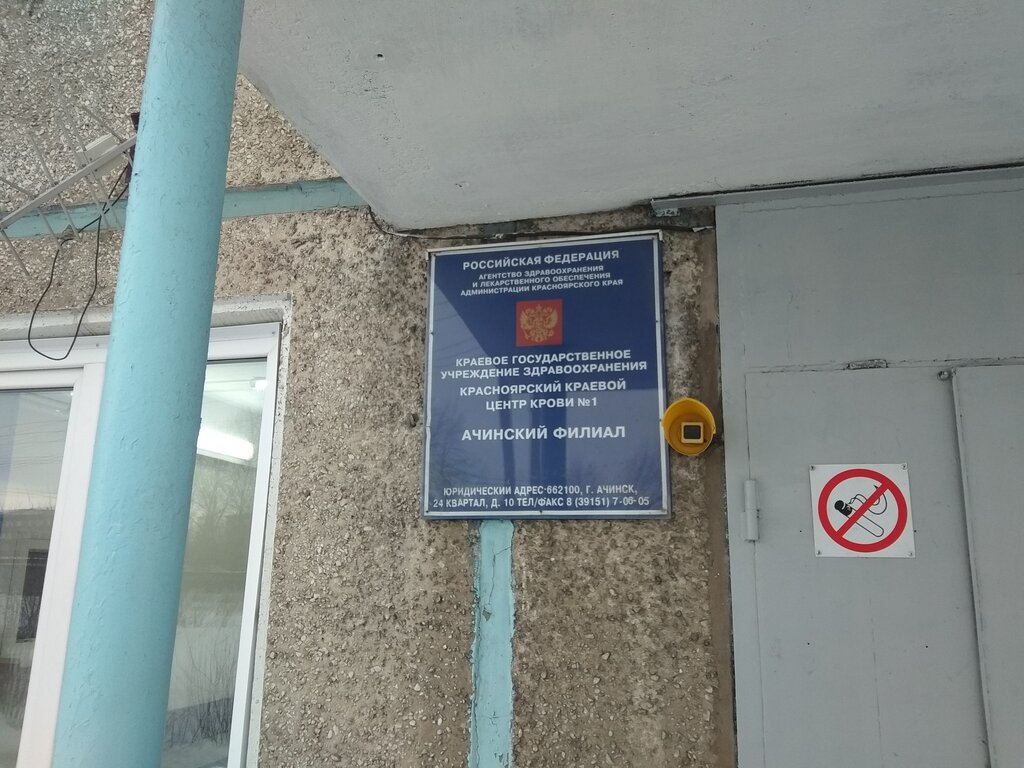 РОССИЙСКАЯ ФЕДЕРАЦИЯ
АГЕНТСТВО ЗДРАВООХРАНЕНИЯ
И ЛЕКАРСТВЕННОГО ОБЕСПЕЧЕНИЯ
АДМИНИСТРАЦИИ КРАСНОЯРСКОГО КРАЯ
КРАЕВОЕ ГОСУДАРСТВЕННОЕ
УЧРЕЖДЕНИЕ ЗДРАВООХРАНЕНИЯ
КРАСНОЯРСКИЙ КРАЕВОЙ
ЦЕНТР КРОВИ №1
АЧИНСКИЙ ФИЛИАЛ
ЮРИДИЧЕСКИЙ АДРЕС·662100, Г. АЧИНСК,
24 КВАРТАЛ, Д. 10 ТЕЛ/ФАКС 8 (39151) 7-06-05